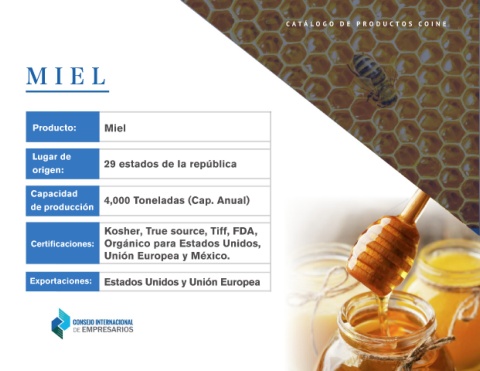 CATÁLOGO DE PRODUCTOS COINE
MIEL
Producto: Miel
Lugar de
origen: 29 estados de la república
Capacidad
de producción 4,000 Toneladas (Cap. Anual)
Certificaciones: Kosher, True source, Tiff, FDA,
Orgánico para Estados Unidos,
Unión Europea y México.
Exportaciones: Estados Unidos y Unión Europea
CONSEJO INTERNACIONAL
DE EMPRESARIOS